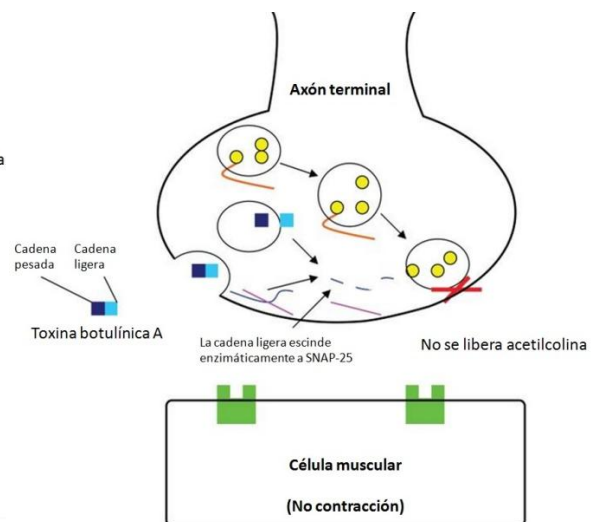 Axón terminal
a
Cadena
pesada
Cadena
ligera
Toxina botulínica A
La cadena ligera escinde
enzimáticamente a SNAP-25
No se libera acetilcolina
Célula muscular
(No contracción)